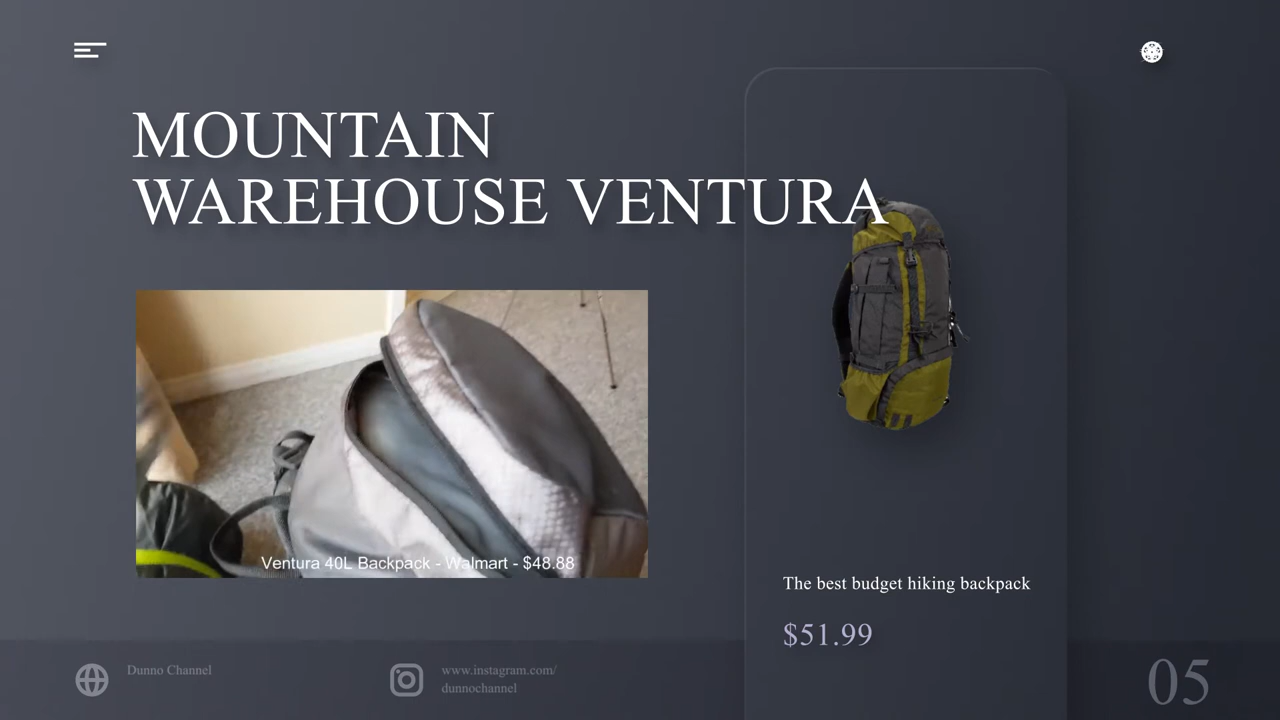 MOUNTAIN
WAREHOUSE VENTURA
Ventura 40L Backpack - Walmart - $48.88
The best budget hiking backpack
$51.99
Dunno Channel
www.instagram.com/
dunnochannel
05